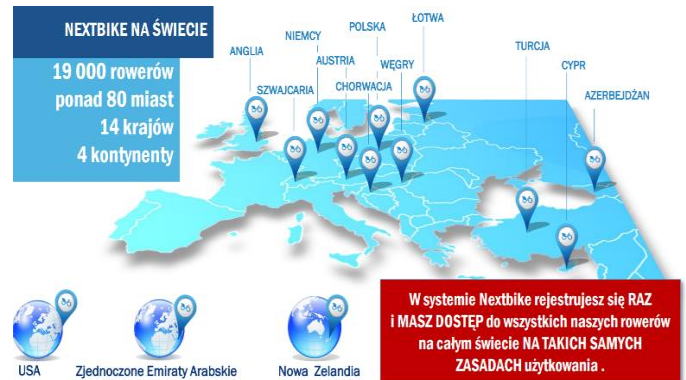 NEXTBIKE NA ŚWIECIE
19 000 rowerów
ponad 80 miast
14 krajów
4 kontynenty
ANGLIA
NIEMCY
POLSKA
ŁOTWA
SZWAJCARIA
AUSTRIA
CHORWACJA
WĘGRY
TURCJA
CYPR
AZERBEJDŻAN
USA
Zjednoczone Emiraty Arabskie
Nowa Zelandia
W systemie Nextbike rejestrujesz się RAZ
i MASZ DOSTĘP do wszystkich naszych rowerów
na całym świecie NA TAKICH SAMYCH
ZASADACH użytkowania .